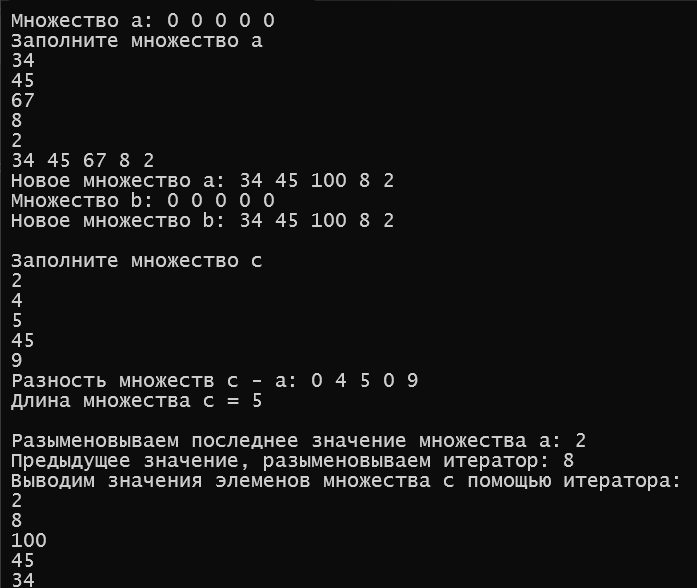 Множество a: 0 0 0 0 0
Заполните множество a
34
45
67
8
2
34 45 67 8 2
Новое множество a: 34 45 100 8 2
Множество b: 0 0 0 0 0
Новое множество b: 34 45 100 8 2
Заполните множество c
2
4
5
45
9
Разность множеств c - a: 0 4 5 0 9
Длина множества c = 5
Разыменовываем последнее значение множества a: 2
Предыдущее значение, разыменовываем итератор: 8
Выводим значения элеменов множества с помощью итератора:
2
8
100
45
34